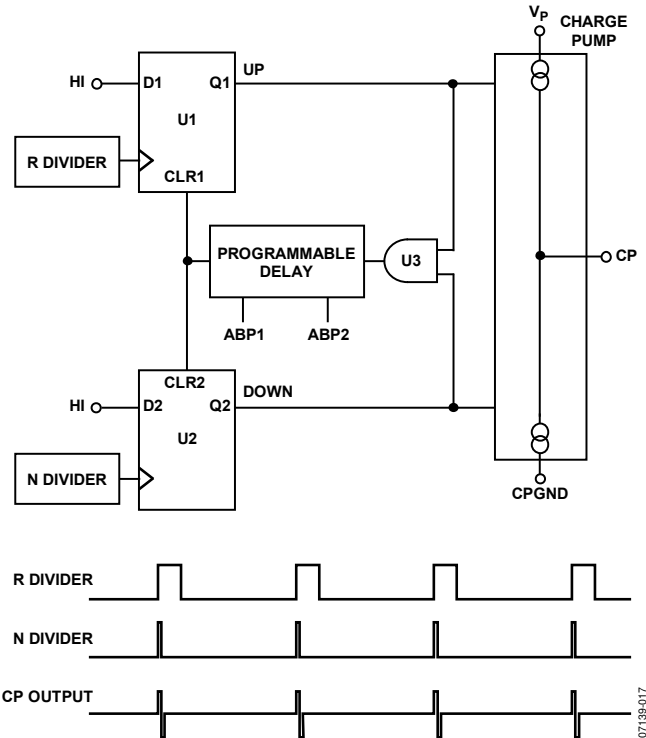 VP
CHARGE
PUMP
HI
D1
Q1
UP
U1
R DIVIDER
CLR1
PROGRAMMABLE
DELAY
U3
CP
ABP1
ABP2
CLR2
DOWN
HI
D2
Q2
U2
N DIVIDER
CPGND
R DIVIDER
N DIVIDER
CP OUTPUT
07139-017